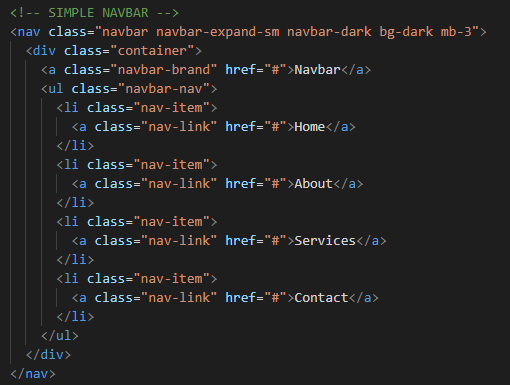 <!-- SIMPLE NAVBAR -->
<nav class="navbar navbar-expand-sm navbar-dark bg-dark mb-3">
  <div class="container">
    <a class="navbar-brand" href="#">Navbar</a>
    <ul class="navbar-nav">
      <li class="nav-item">
        <a class="nav-link" href="#">Home</a>
      </li>
      <li class="nav-item">
        <a class="nav-link" href="#">About</a>
      </li>
      <li class="nav-item">
        <a class="nav-link" href="#">Services</a>
      </li>
      <li class="nav-item">
        <a class="nav-link" href="#">Contact</a>
      </li>
    </ul>
  </div>
</nav>